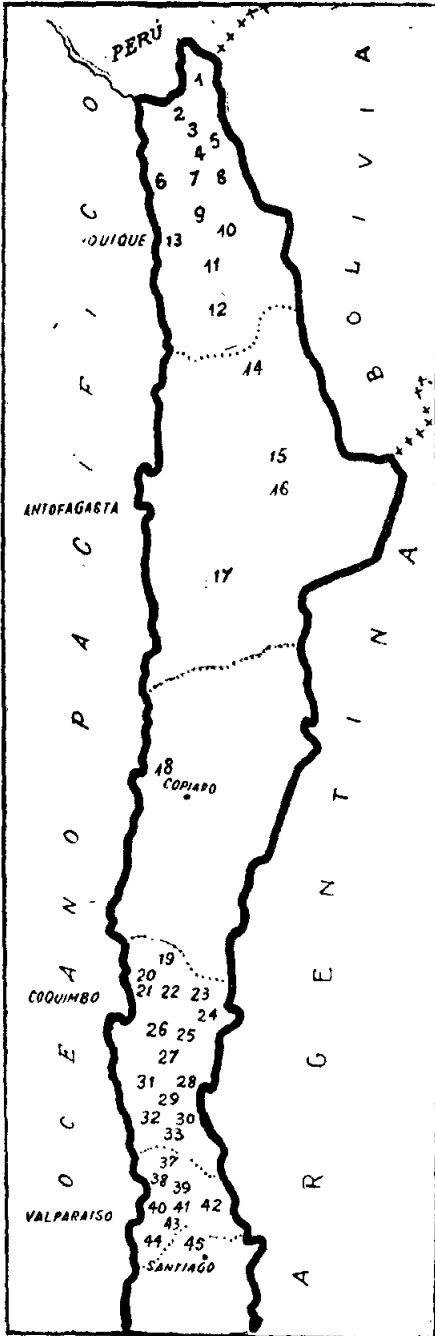 PERÚ
1
2
3
5
4
6 7 8
9
10
IQUIQUE 13
11
12
14
15
16
ANTOFAGASTA
17
18
COPIAPO
19
20
COQUIMBO 21 22 23
24
26 25
27
31 28
29
32 30
33
37
38
39
VALPARAISO 40 41 42
43
44 45
SANTIAGO
OCEANO PACIFICO
BOLIVIA
ARGENTINA